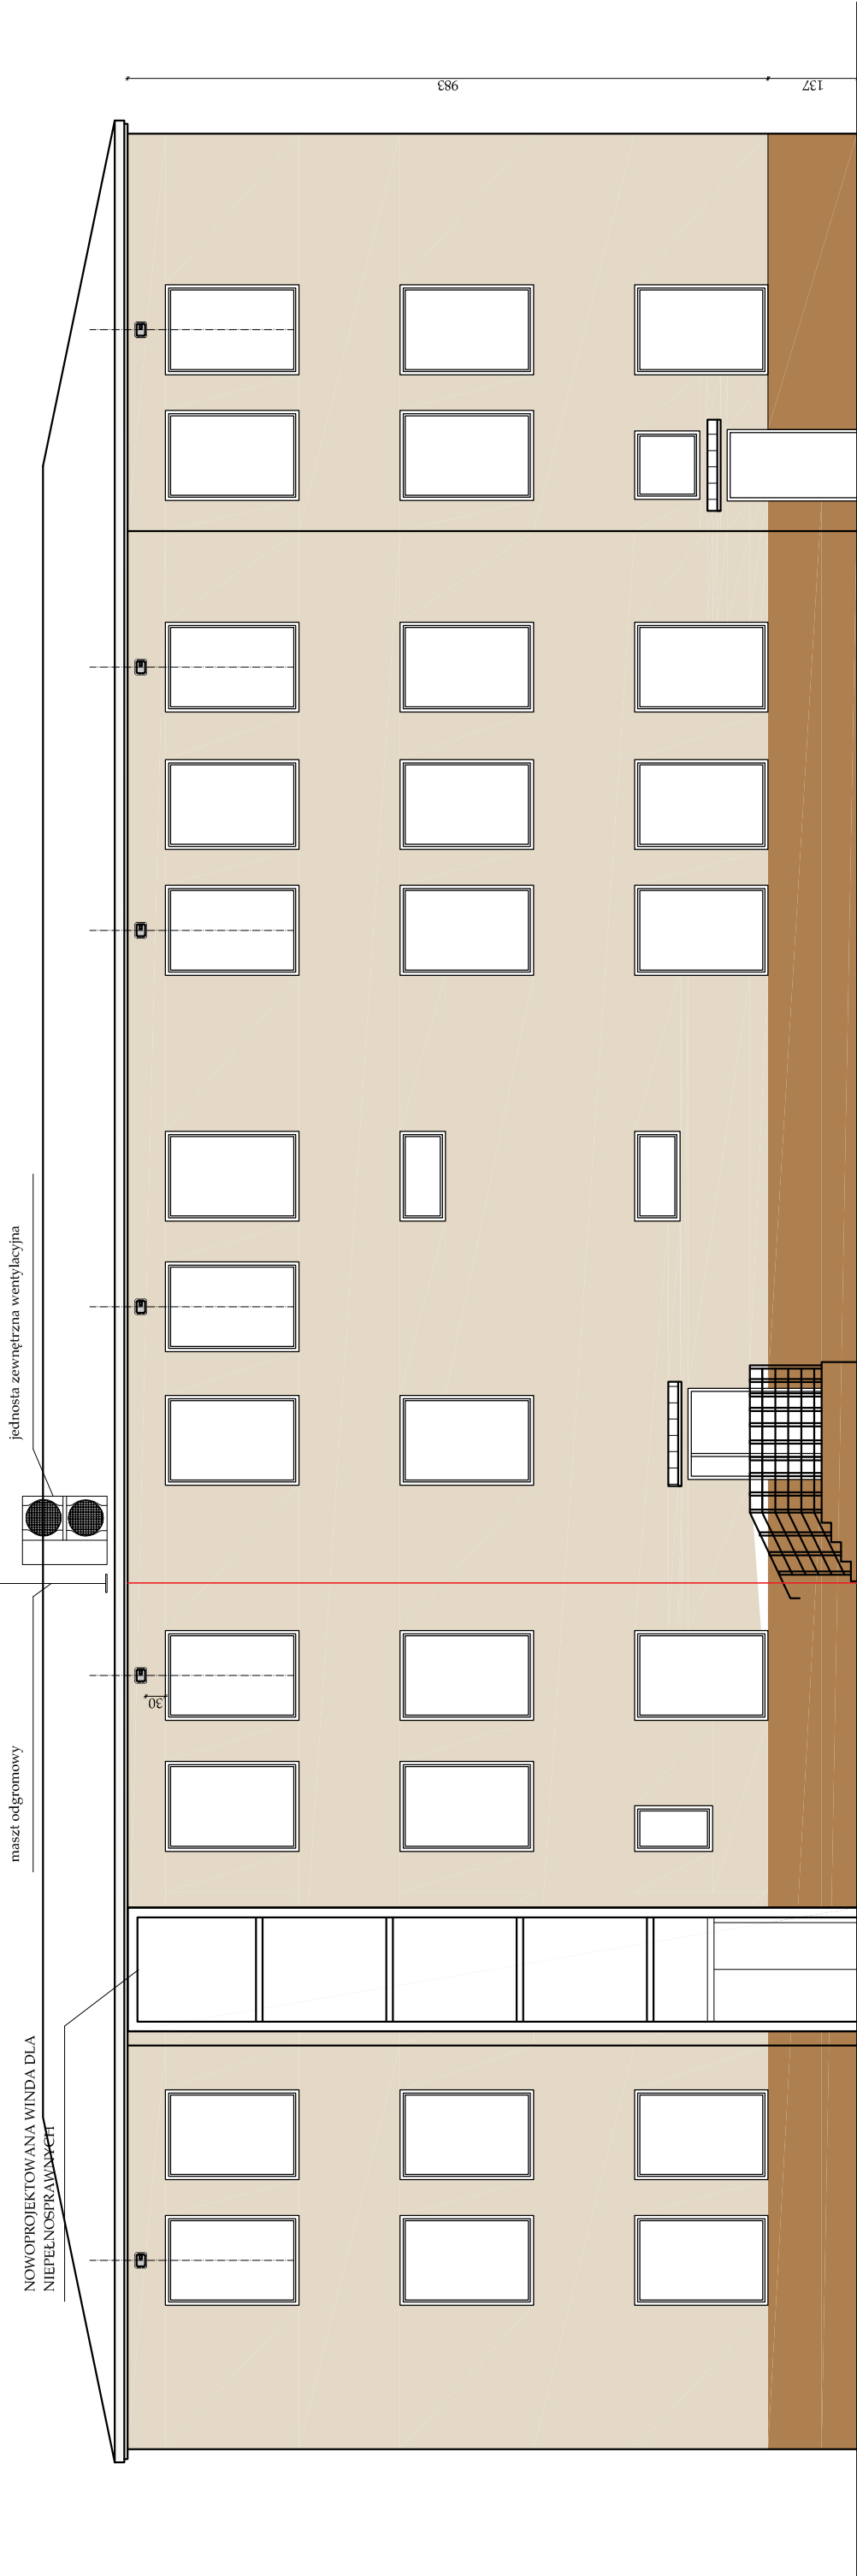 NOWOPROJEKTOWANA WINDA DLA
NIEPEŁNOSPRAWNYCH
maszt odgromowy
jednosta zewnętrzna wentylacyjna
30
983
137